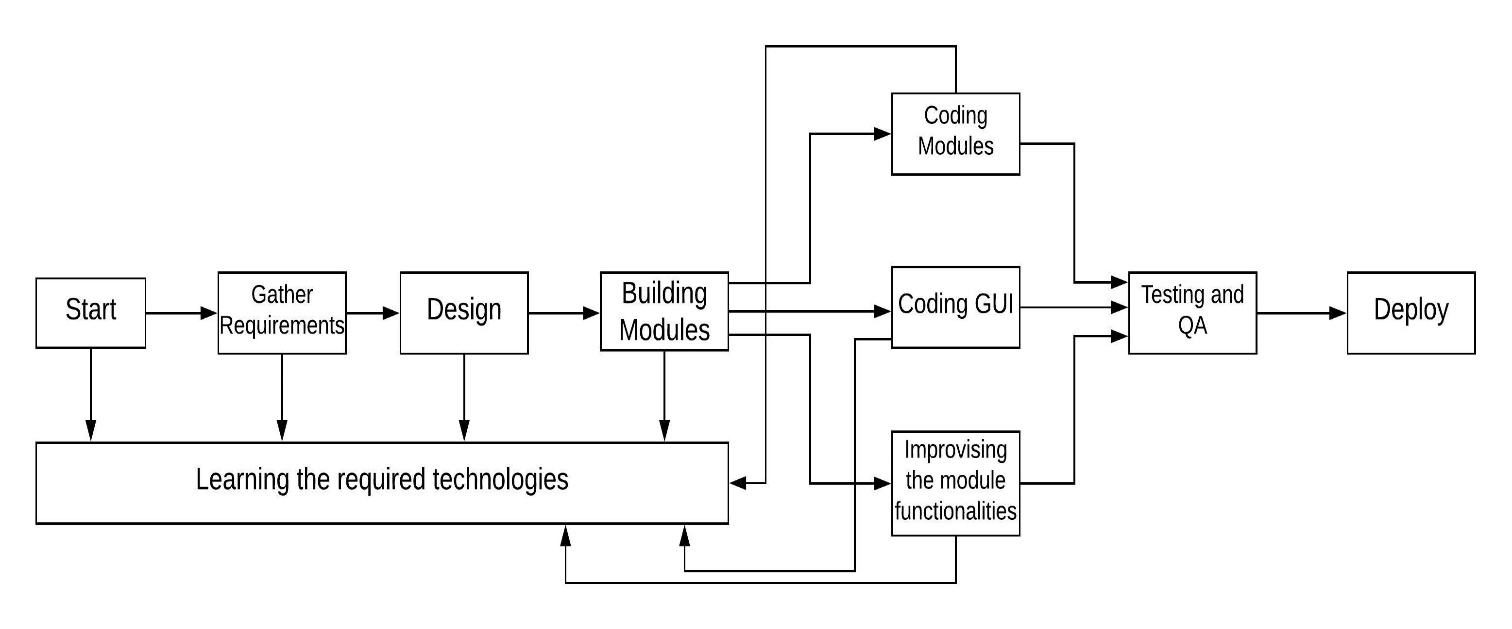 Coding
Modules
Start
Gather
Requirements
Design
Building
Modules
Coding GUI
Testing and
QA
Deploy
Learning the required technologies
Improvising
the module
functionalities